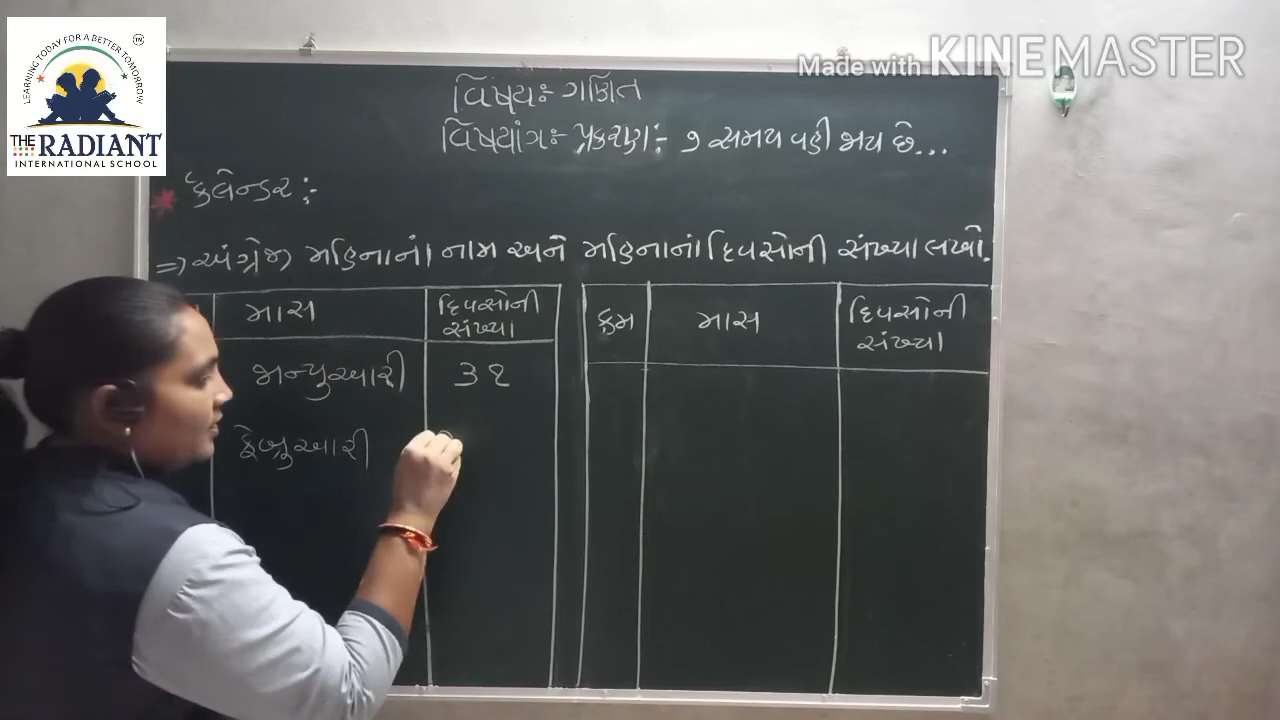 LEARNING TODAY FOR A BETTER TOMORROW
THE RADIANT
INTERNATIONAL SCHOOL
Made with KINEMASTER
વિષય:- ગણિત
વિષયાંગ:- પ્રકરણ:- ૭ સમય વહી જાય છે...
* કેલેન્ડર :-
=> અંગ્રેજી મહિનાનાં નામ અને મહિનાનાં દિવસોની સંખ્યા લખો.
માસ દિવસોની સંખ્યા
જાન્યુઆરી ૩૧
ફેબ્રુઆરી
ક્રમ માસ દિવસોની સંખ્યા